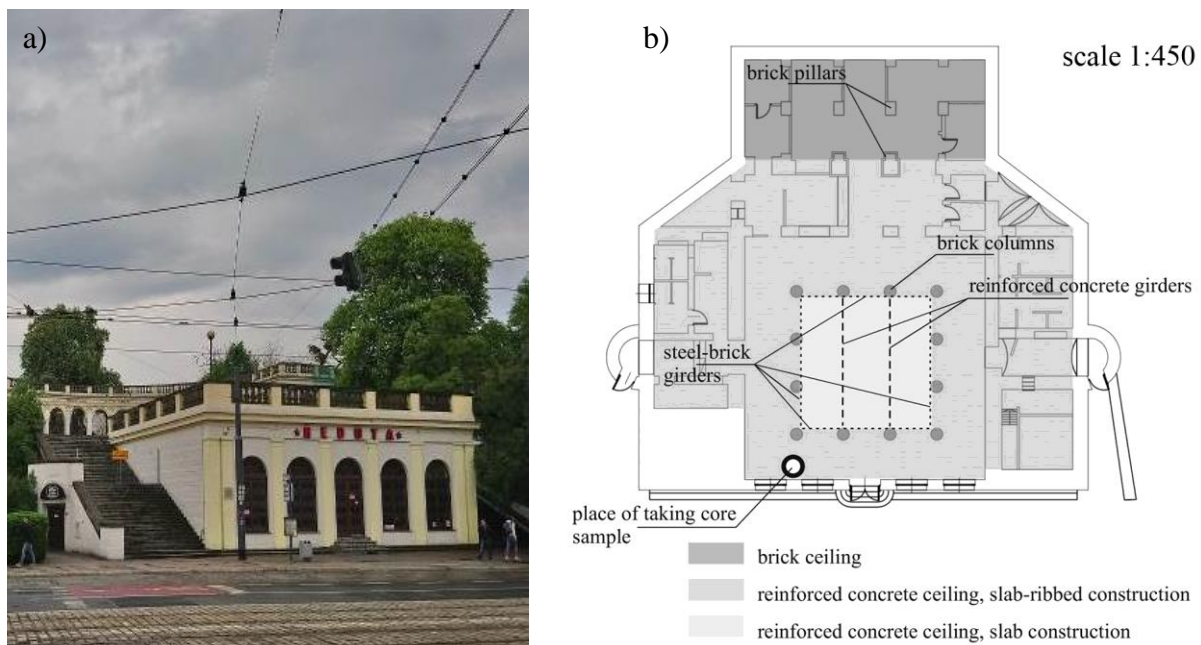 a)
★REDUTA★
b)
scale 1:450
brick pillars
brick columns
reinforced concrete girders
steel-brick
girders
place of taking core
sample
brick ceiling
reinforced concrete ceiling, slab-ribbed construction
reinforced concrete ceiling, slab construction